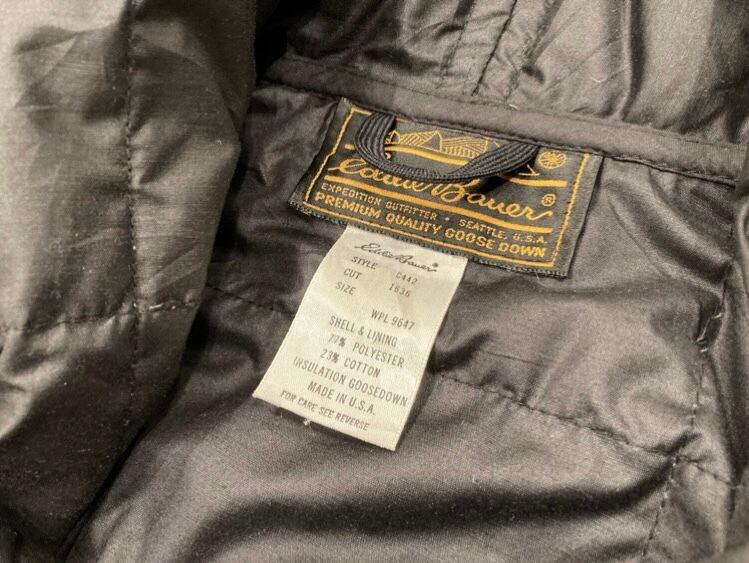 Eddie Bauer®
EXPEDITION OUTFITTER • SEATTLE, U.S.A.
PREMIUM QUALITY GOOSE DOWN
Eddie Bauer®
STYLE C442
CUT 1636
SIZE
WPL 9647
SHELL & LINING
77% POLYESTER
23% COTTON
INSULATION GOOSEDOWN
MADE IN U.S.A.
FOR CARE SEE REVERSE